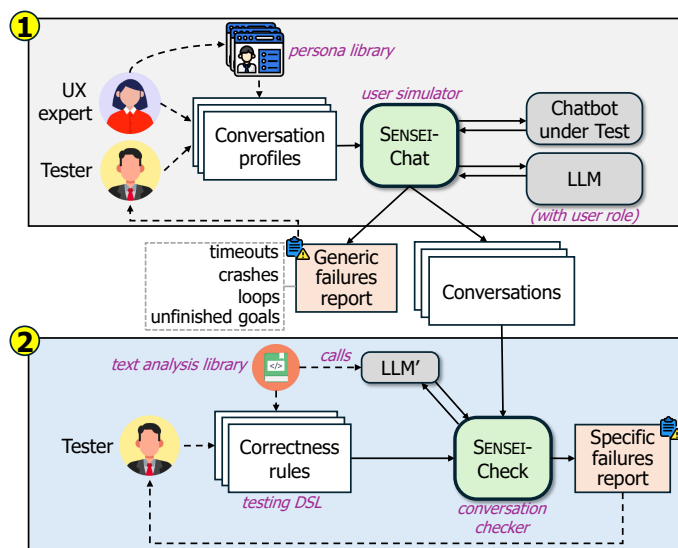 1
persona library
UX
expert
user simulator
Conversation
profiles
SENSEI-
Chat
Chatbot
under Test
Tester
LLM
(with user role)
timeouts
crashes
loops
unfinished goals
Generic
failures
report
Conversations
2
text analysis library
</>
calls
LLM'
Tester
Correctness
rules
testing DSL
SENSEI-
Check
conversation
checker
Specific
failures
report